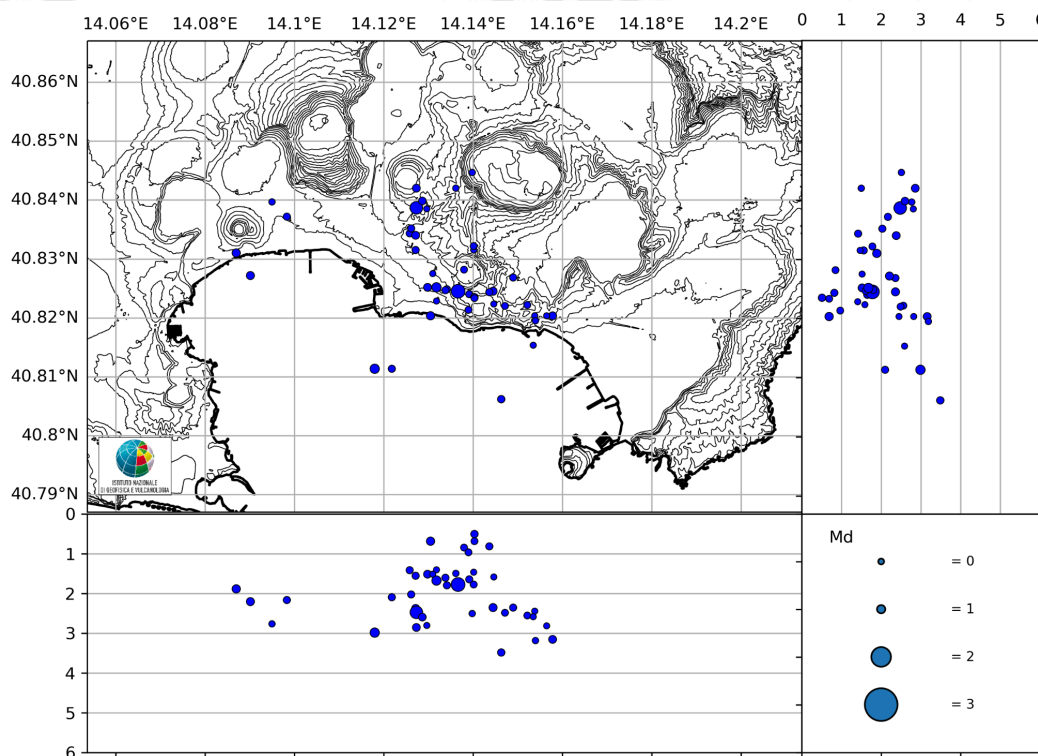 14.06°E 14.08°E 14.1°E 14.12°E 14.14°E 14.16°E 14.18°E 14.2°E 0 1 2 3 4 5 6
40.86°N
40.85°N
40.84°N
40.83°N
40.82°N
40.81°N
40.8°N
40.79°N
ISTITUTO NAZIONALE
DI GEOFISICA E VULCANOLOGIA
0
1
2
3
4
5
6
Md
= 0
= 1
= 2
= 3